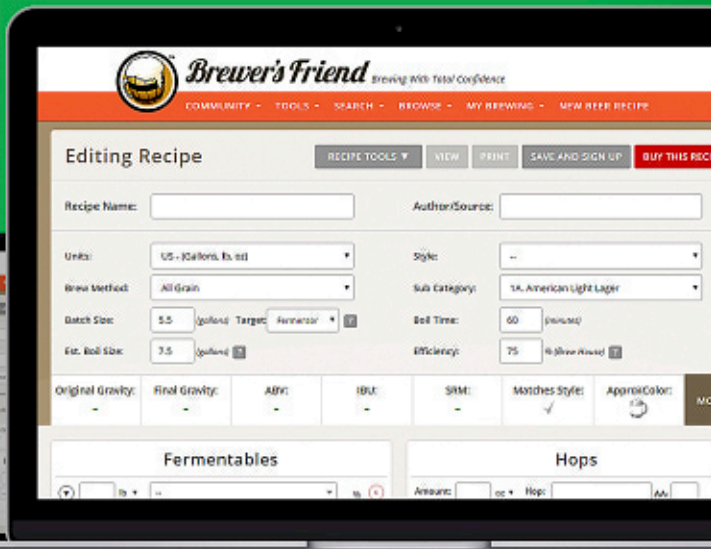 Brewer's Friend Brewing With Total Confidence
COMMUNITY TOOLS SEARCH BROWSE MY BREWING NEW BEER RECIPE
Editing Recipe RECIPE TOOLS VIEW PRINT SAVE AND SIGN UP BUY THIS RECI
Recipe Name: Author/Source:
Units: US - (Gallons, lb, oz) Style: --
Brew Method: All Grain Sub Category: 1A. American Light Lager
Batch Size: 5.5 (gallons) Target: Fermentor ? Boil Time: 60 (minutes)
Est. Boil Size: 7.5 (gallons) ? Efficiency: 75 % (Brew House) ?
Original Gravity: Final Gravity: ABV: IBU: SRM: Matches Style: Approx Color:
- - - - - MO
Fermentables Hops
lb -- % Amount: oz Hop: AA: